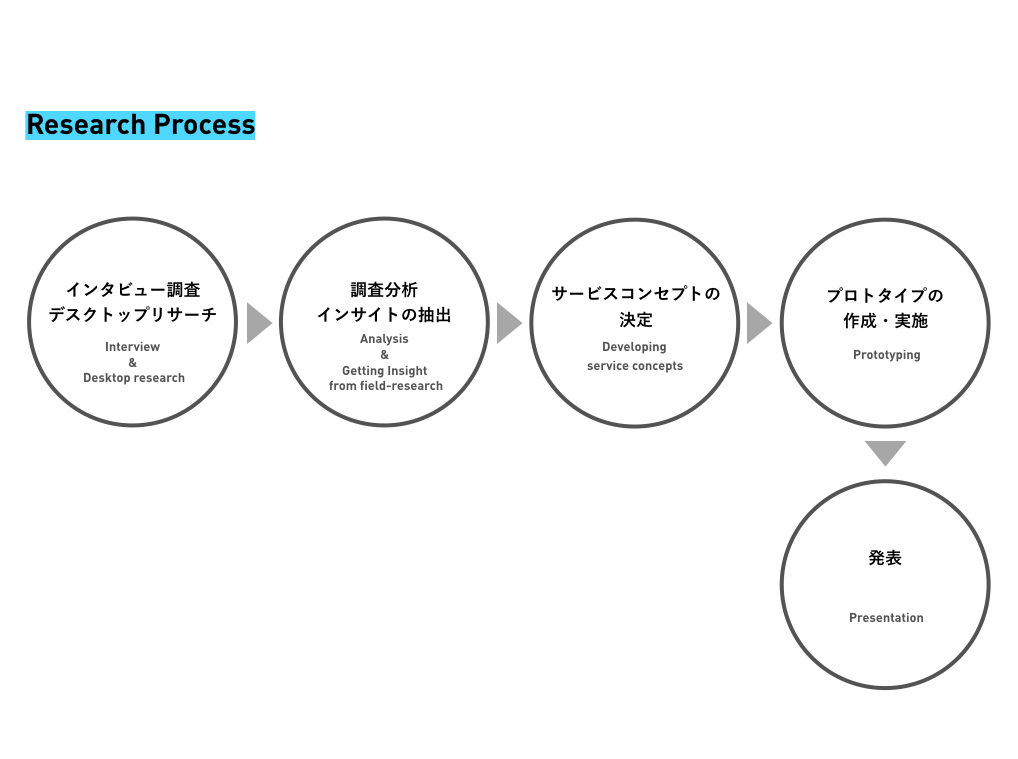 Research Process
インタビュー調査
デスクトップリサーチ
Interview
&
Desktop research
調査分析
インサイトの抽出
Analysis
&
Getting Insight
from field-research
サービスコンセプトの
決定
Developing
service concepts
プロトタイプの
作成・実施
Prototyping
発表
Presentation